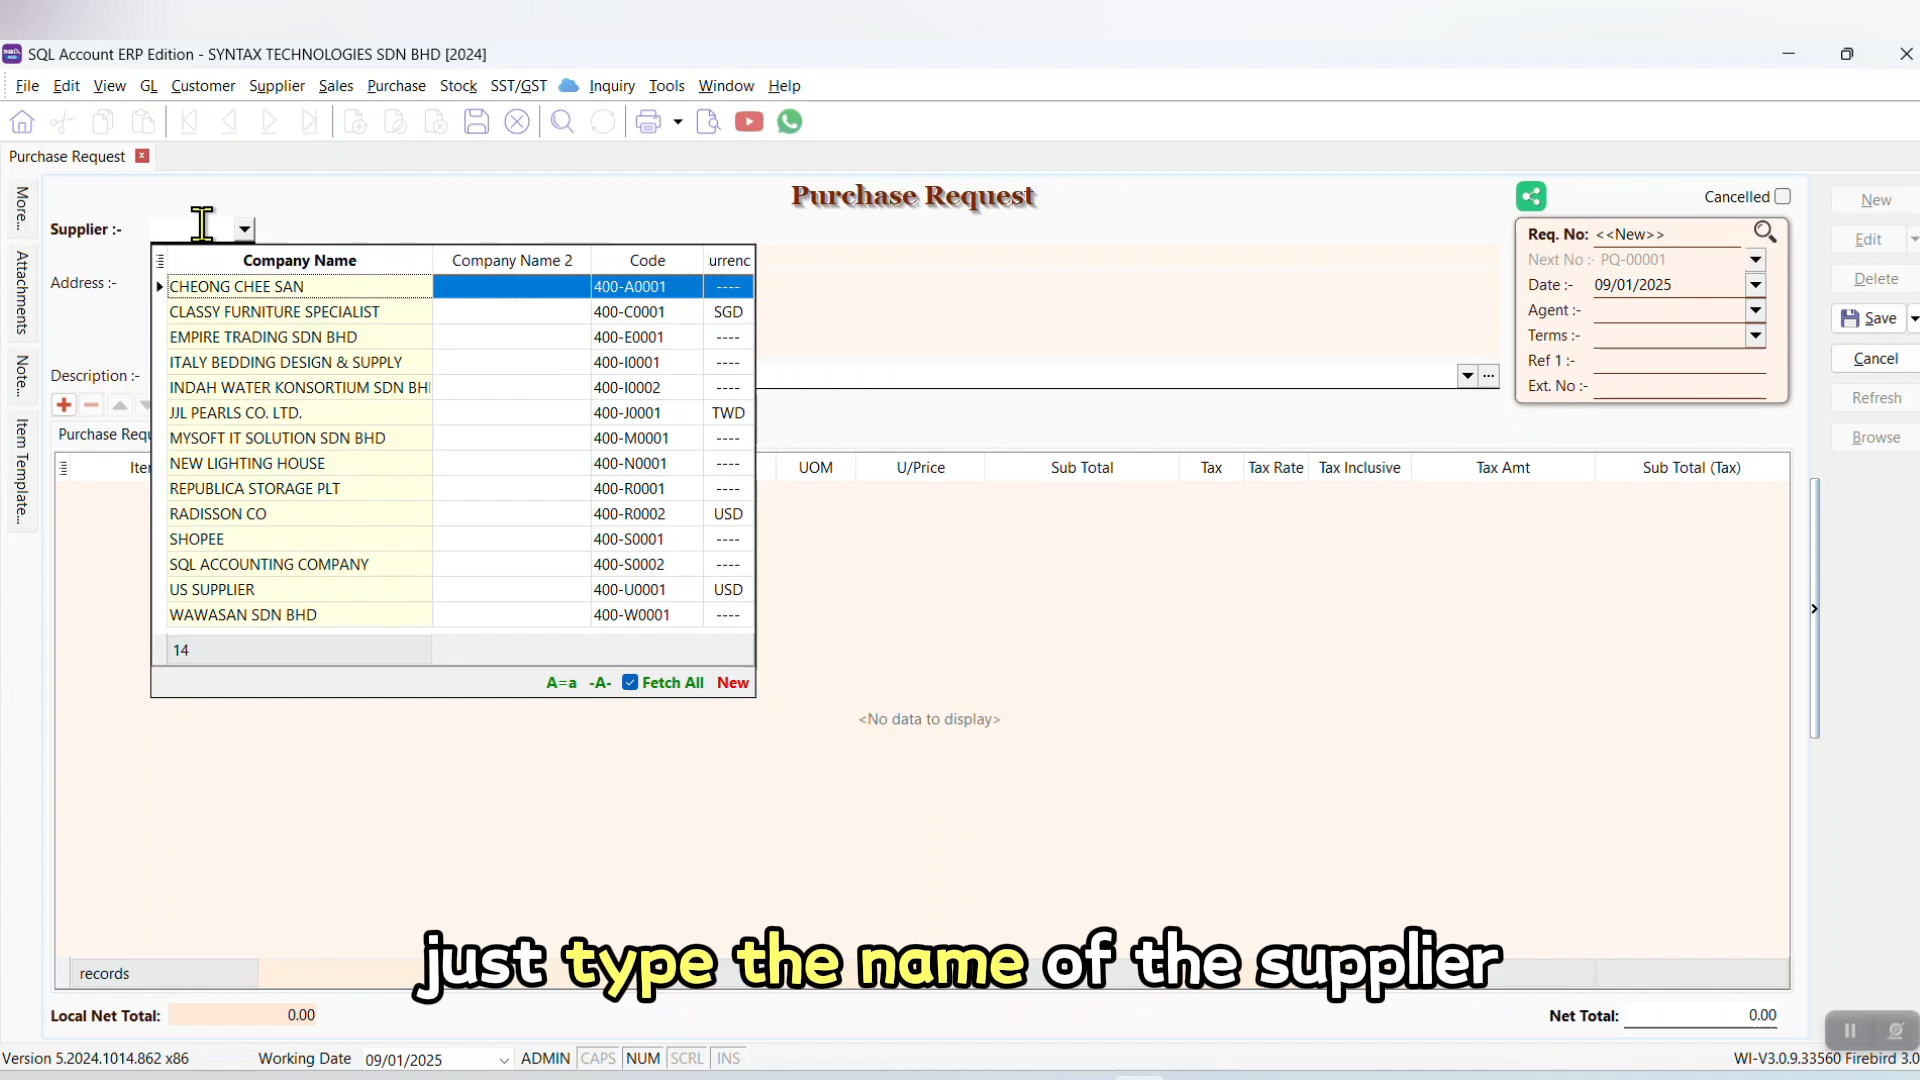 SQL Account ERP Edition - SYNTAX TECHNOLOGIES SDN BHD [2024]
File Edit View GL Customer Supplier Sales Purchase Stock SST/GST Inquiry Tools Window Help
Purchase Request
More...
Attachments
Note...
Item Template...
Purchase Request
Cancelled
Supplier :-
Address :-
Description :-
Company Name Company Name 2 Code urrenc
CHEONG CHEE SAN 400-A0001 ----
CLASSY FURNITURE SPECIALIST 400-C0001 SGD
EMPIRE TRADING SDN BHD 400-E0001 ----
ITALY BEDDING DESIGN & SUPPLY 400-I0001 ----
INDAH WATER KONSORTIUM SDN BH 400-I0002 ----
JJL PEARLS CO. LTD. 400-J0001 TWD
MYSOFT IT SOLUTION SDN BHD 400-M0001 ----
NEW LIGHTING HOUSE 400-N0001 ----
REPUBLICA STORAGE PLT 400-R0001 ----
RADISSON CO 400-R0002 USD
SHOPEE 400-S0001 ----
SQL ACCOUNTING COMPANY 400-S0002 ----
US SUPPLIER 400-U0001 USD
WAWASAN SDN BHD 400-W0001 ----
14
A=a -A- Fetch All New
Req. No: <<New>>
Next No :- PQ-00001
Date :- 09/01/2025
Agent :-
Terms :-
Ref 1 :-
Ext. No :-
New
Edit
Delete
Save
Cancel
Refresh
Browse
Purchase Requ
Iter UOM U/Price Sub Total Tax Tax Rate Tax Inclusive Tax Amt Sub Total (Tax)
<No data to display>
just type the name of the supplier
records
Local Net Total: 0.00
Net Total: 0.00
Version 5.2024.1014.862 x86 Working Date 09/01/2025 ADMIN CAPS NUM SCRL INS WI-V3.0.9.33560 Firebird 3.0